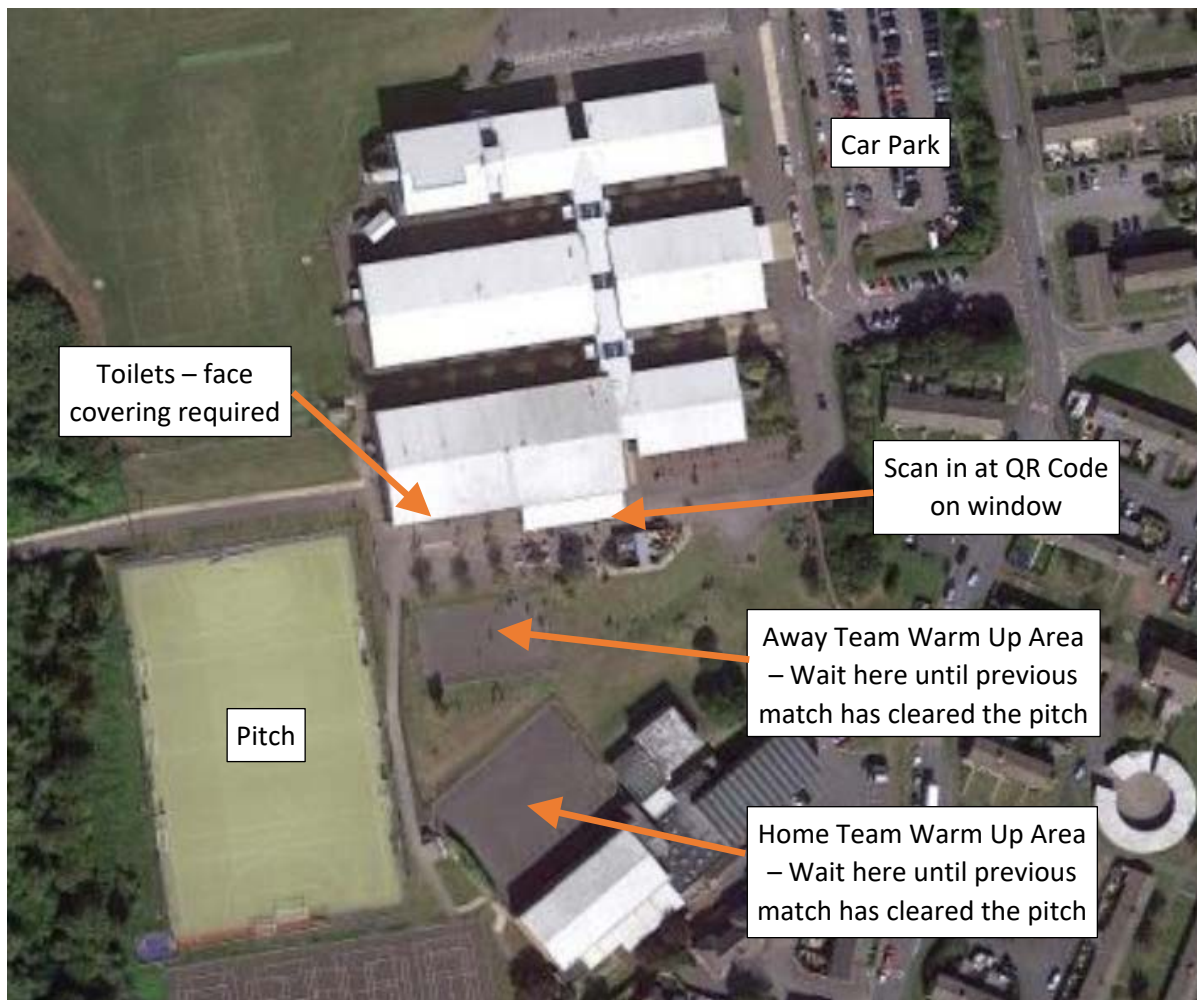 Car Park
Toilets – face
covering required
Scan in at QR Code
on window
Away Team Warm Up Area
– Wait here until previous
match has cleared the pitch
Pitch
Home Team Warm Up Area
– Wait here until previous
match has cleared the pitch